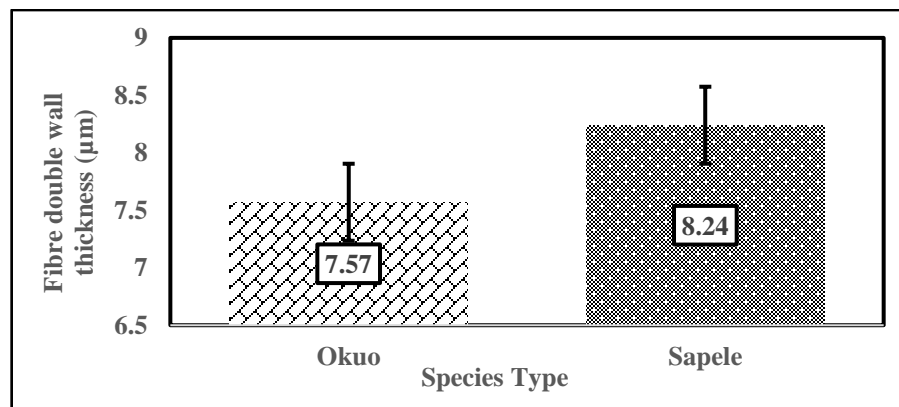 Fibre double wall
thickness (µm)
9
8.5
8
7.5
7
6.5
7.57
8.24
Okuo
Sapele
Species Type